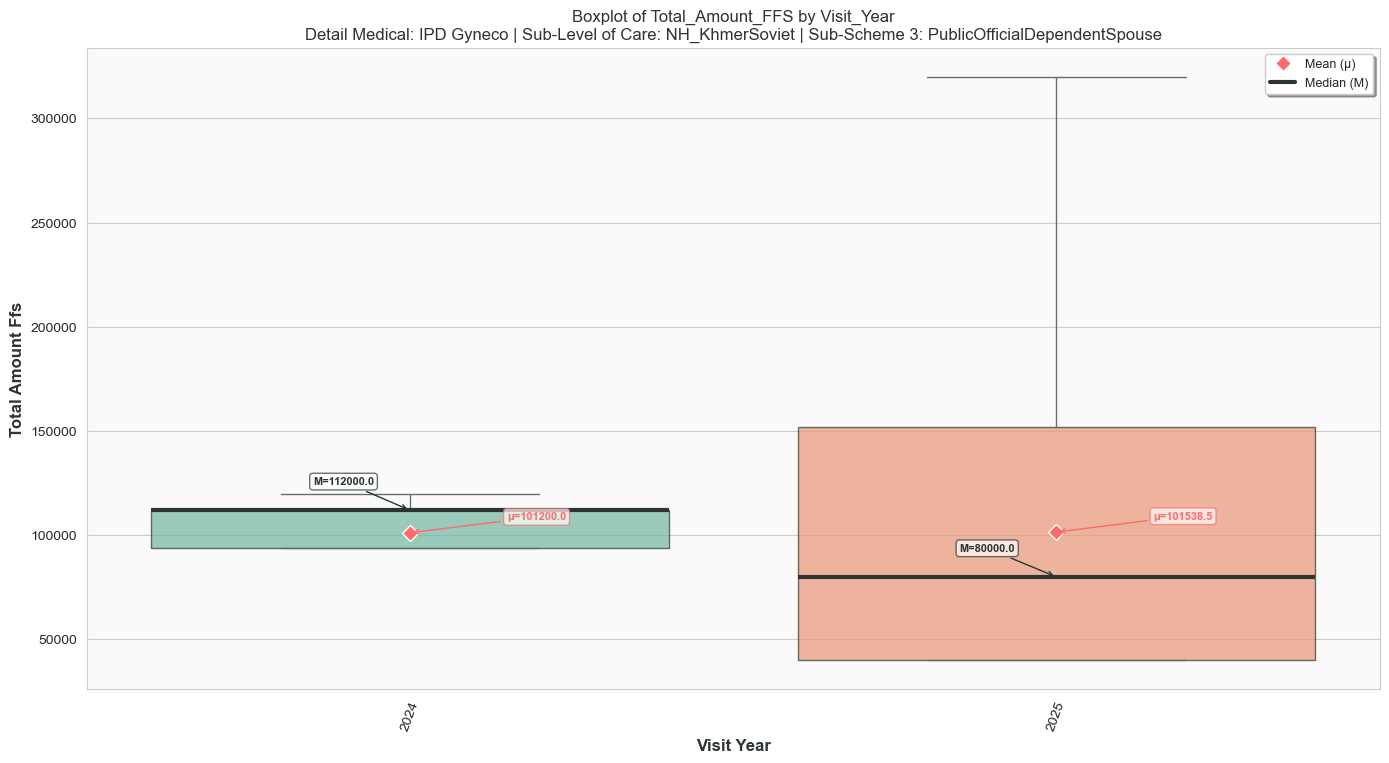 Boxplot of Total_Amount_FFS by Visit_Year
Detail Medical: IPD Gyneco | Sub-Level of Care: NH_KhmerSoviet | Sub-Scheme 3: PublicOfficialDependentSpouse
Mean (μ)
Median (M)
300000
250000
200000
150000
100000
50000
Total Amount Ffs
M=112000.0
μ=101200.0
μ=101538.5
M=80000.0
2024
2025
Visit Year